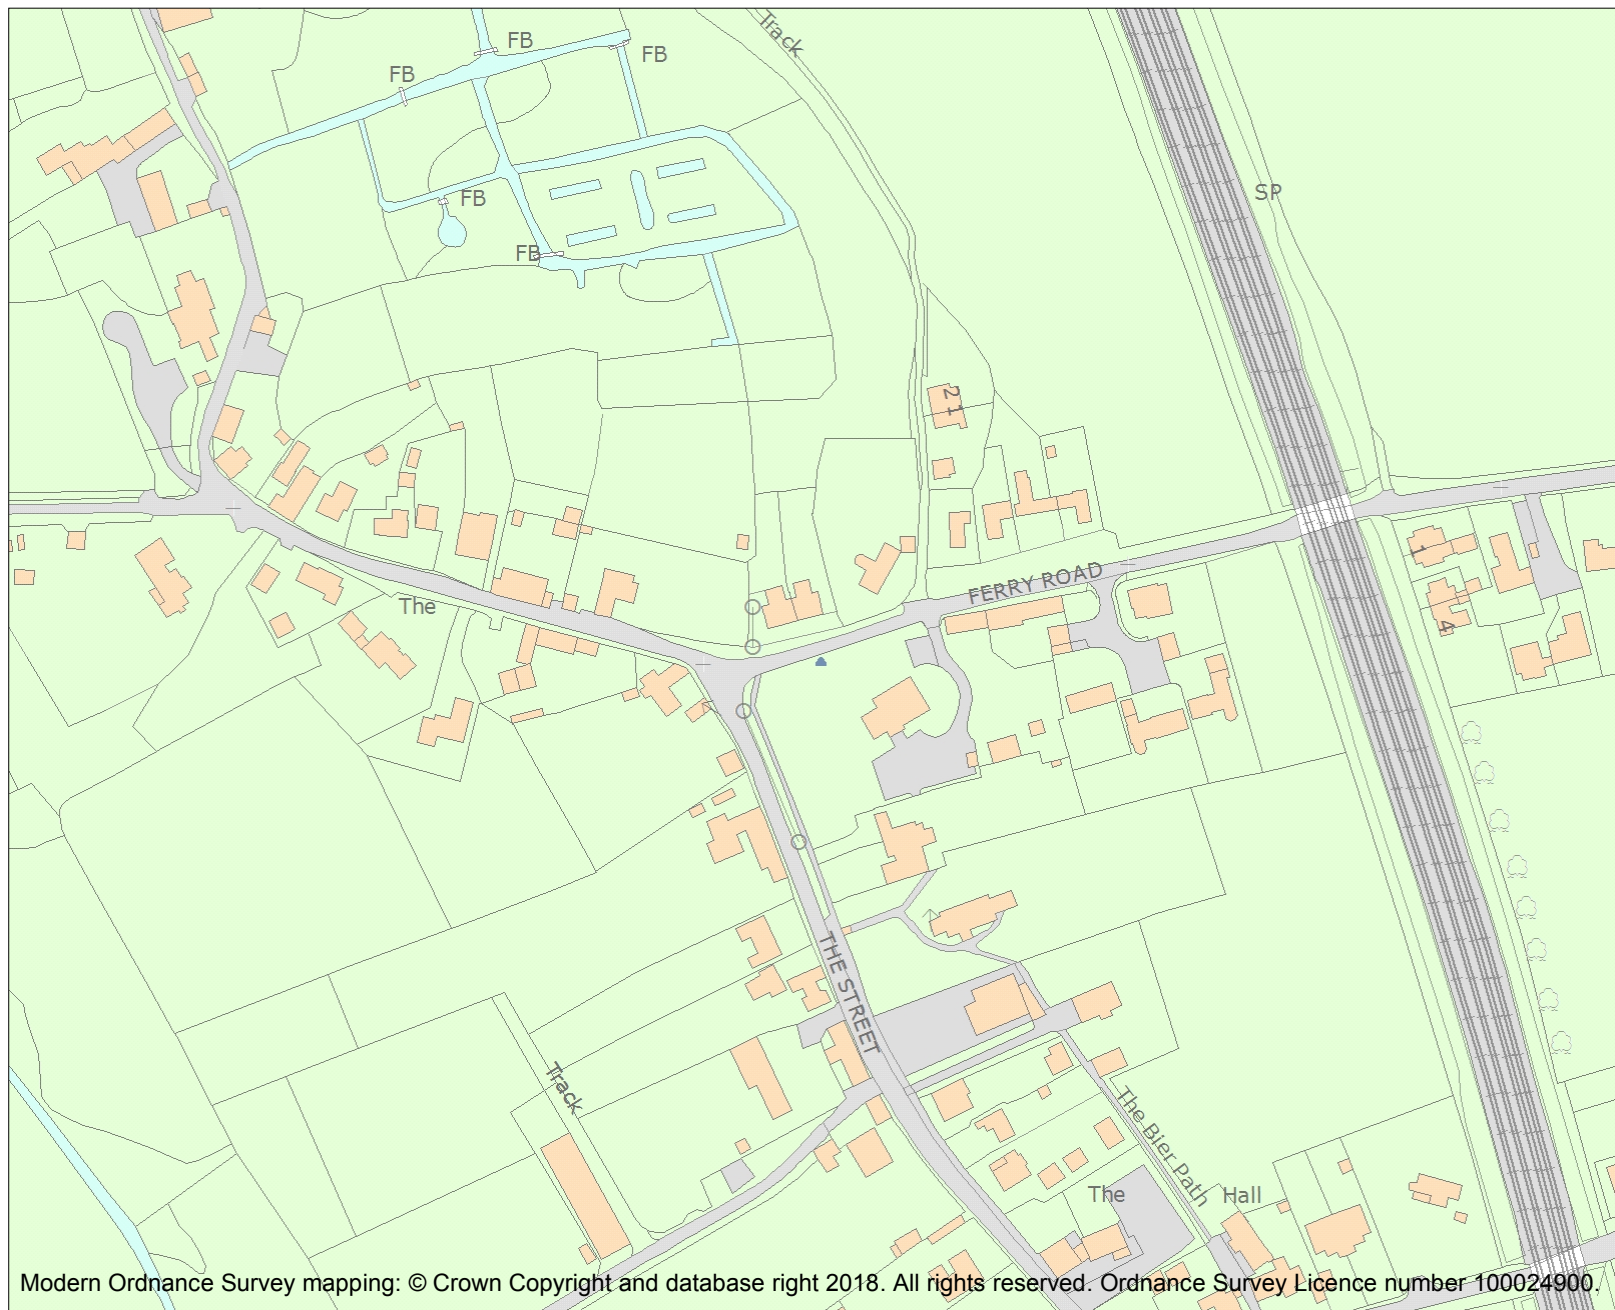 Track
FB
FB
FB
SP
FB
FB
2 1
FERRY ROAD
1
The
4
THE STREET
Track
The Bier Path
The
Hall
Modern Ordnance Survey mapping: © Crown Copyright and database right 2018. All rights reserved. Ordnance Survey Licence number 100024900.